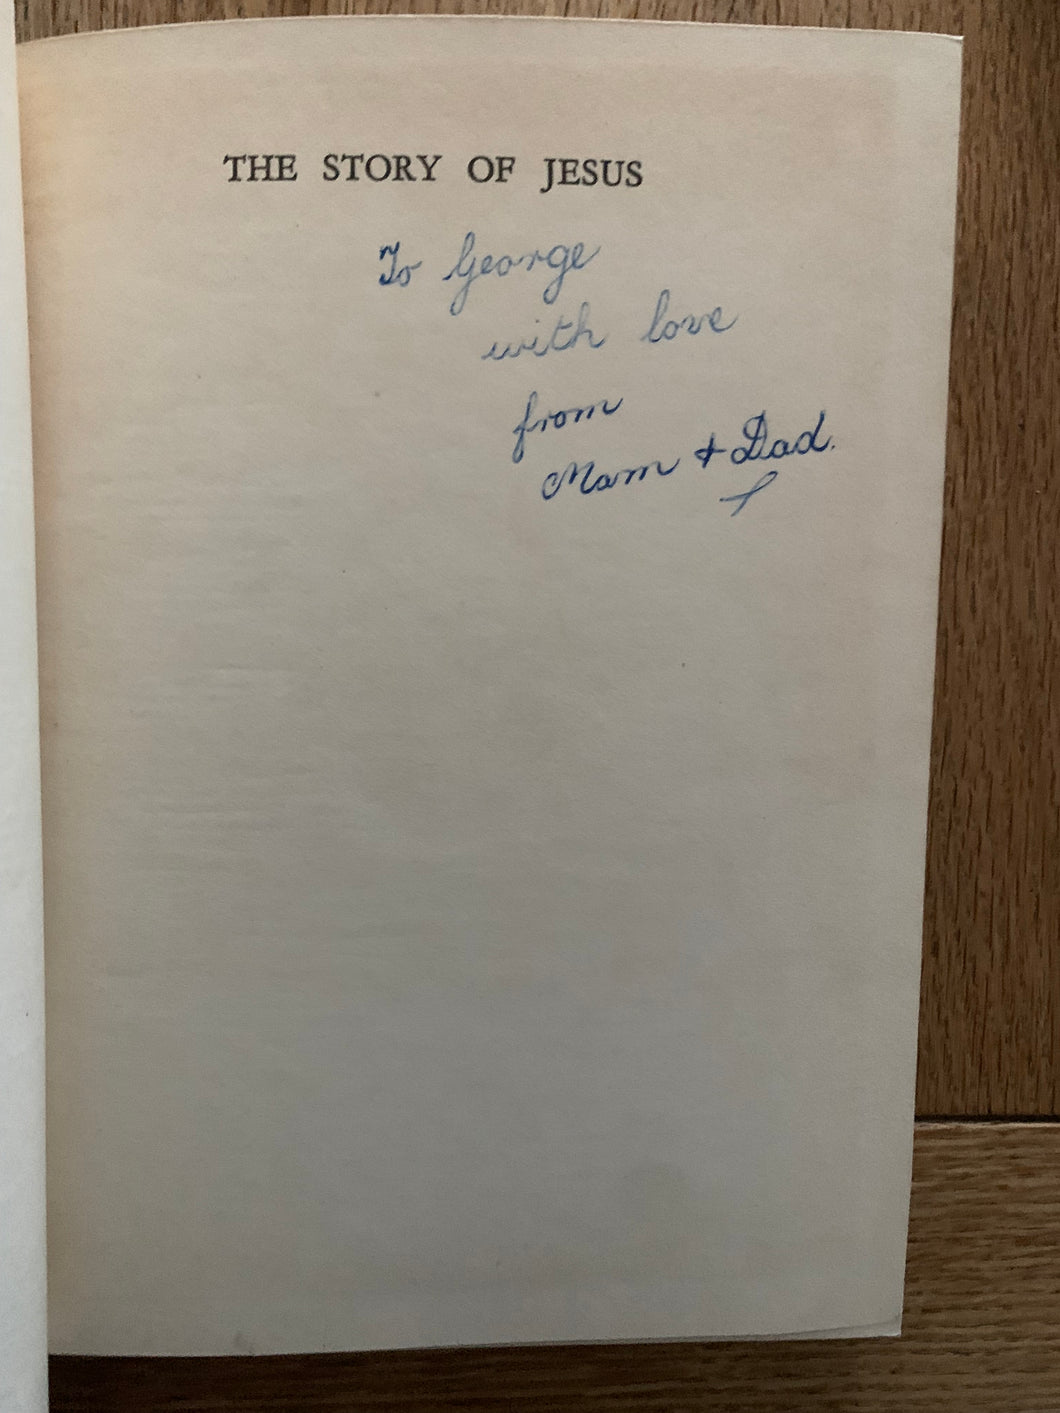 THE STORY OF JESUS
To George
with love
from
Mam + Dad.